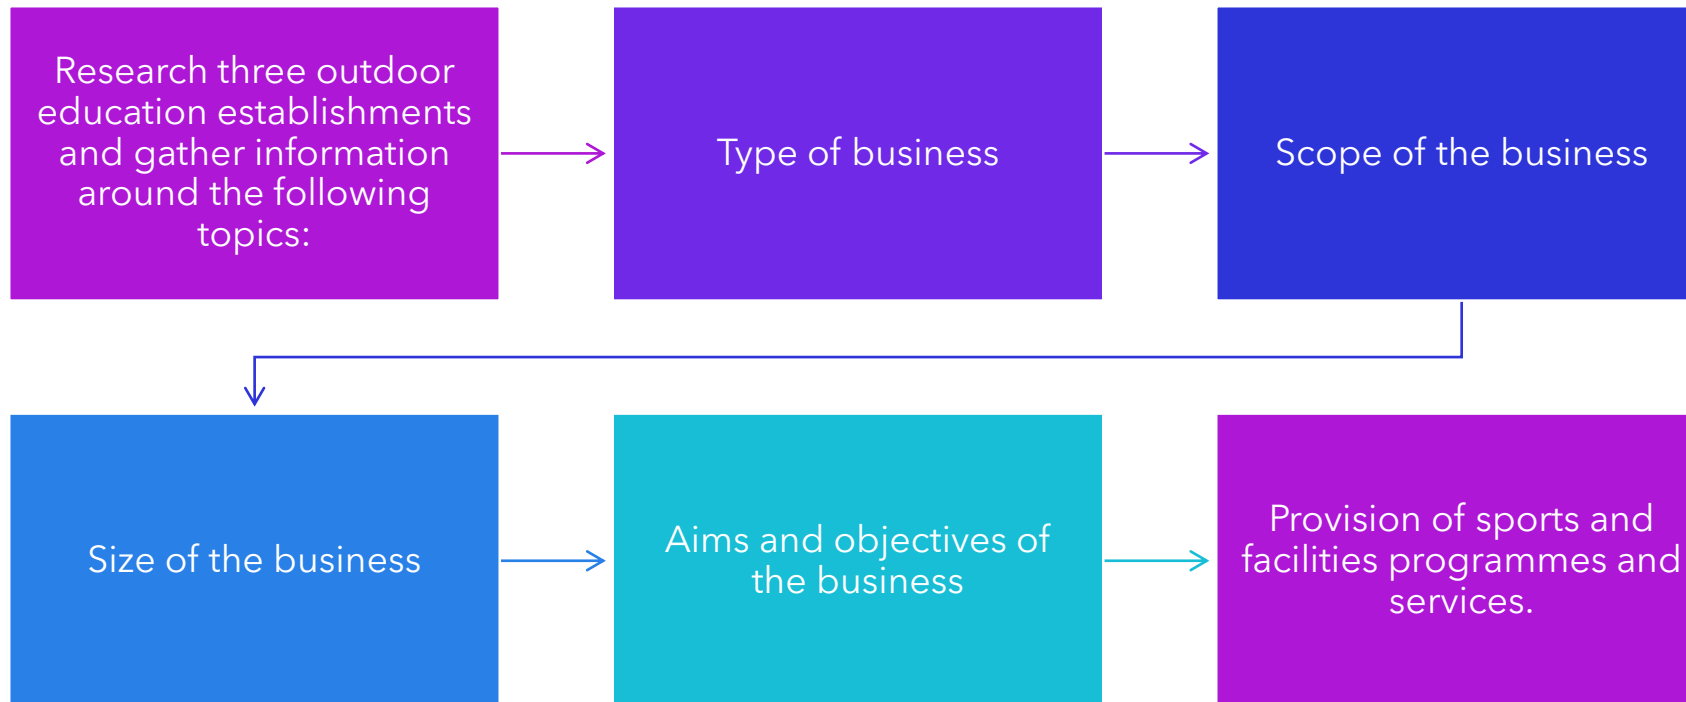 Research three outdoor
education establishments
and gather information
around the following
topics:
Type of business
Scope of the business
Size of the business
Aims and objectives of
the business
Provision of sports and
facilities programmes and
services.